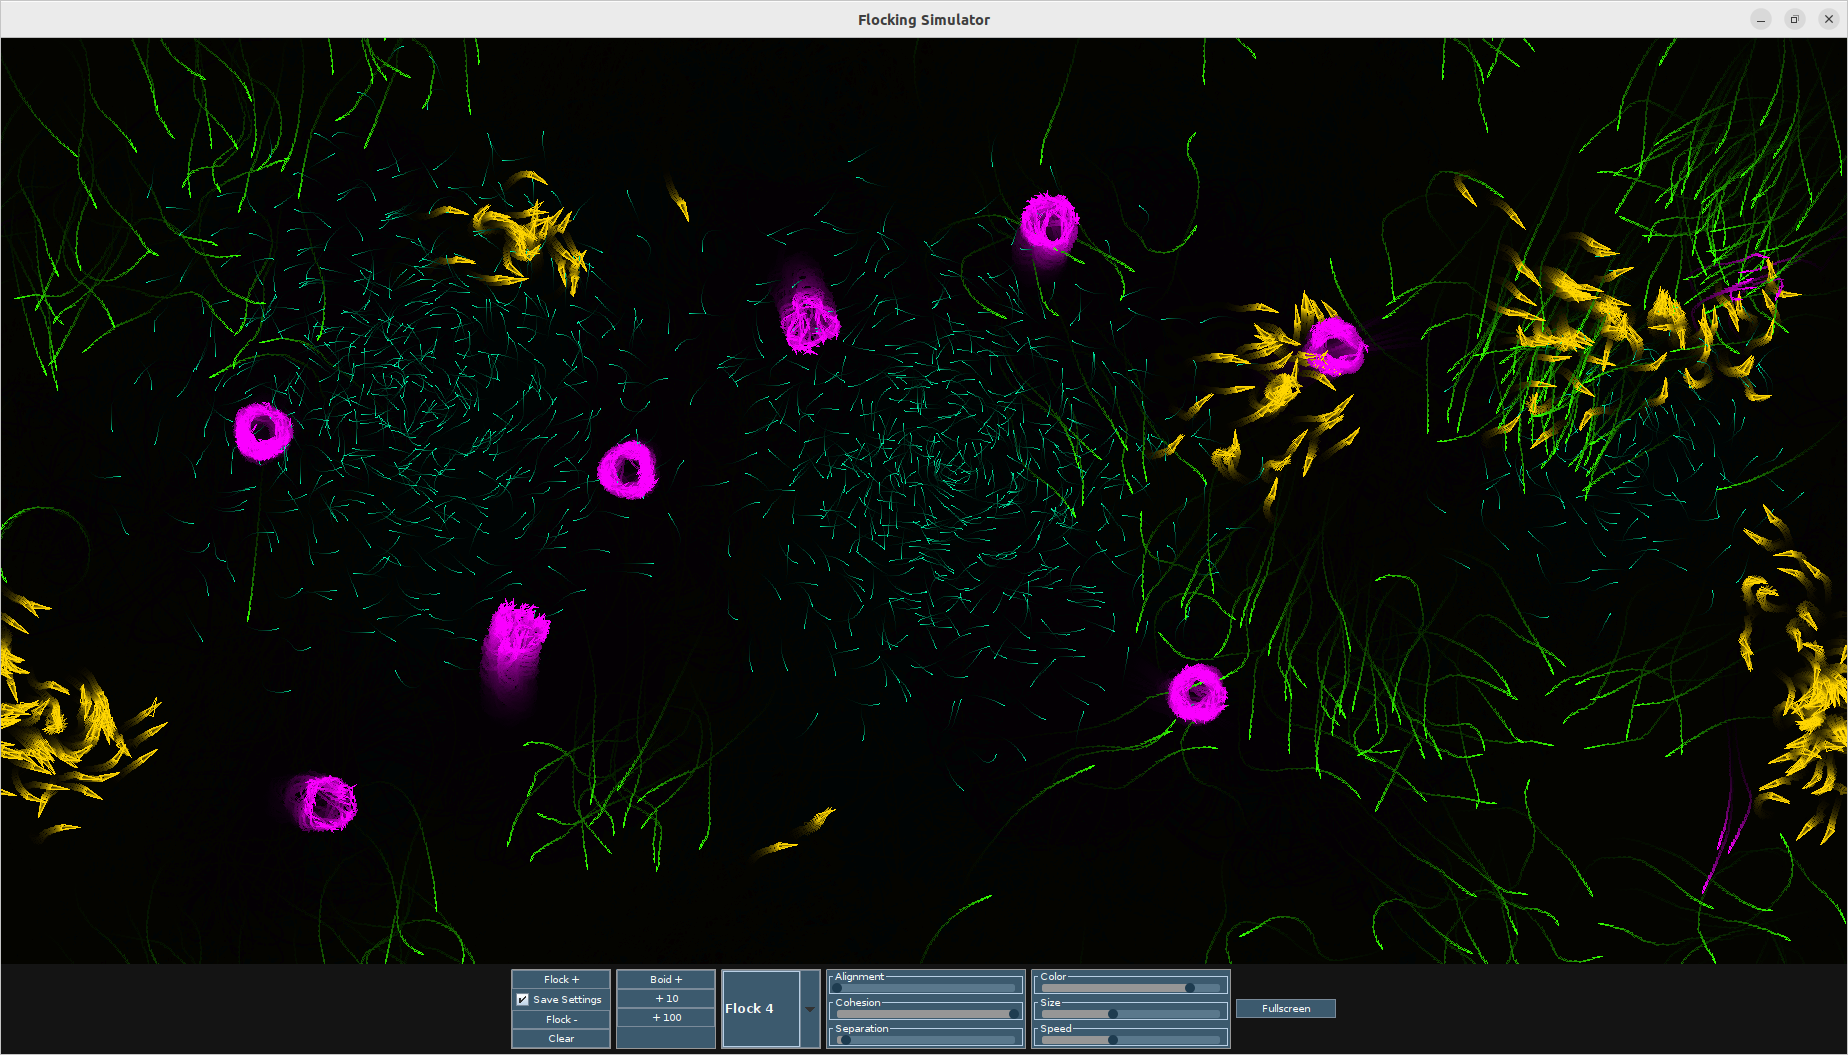 Flocking Simulator
Flock +
Save Settings
Flock -
Clear
Boid +
+ 10
+ 100
Flock 4
Alignment
Cohesion
Separation
Color
Size
Speed
Fullscreen